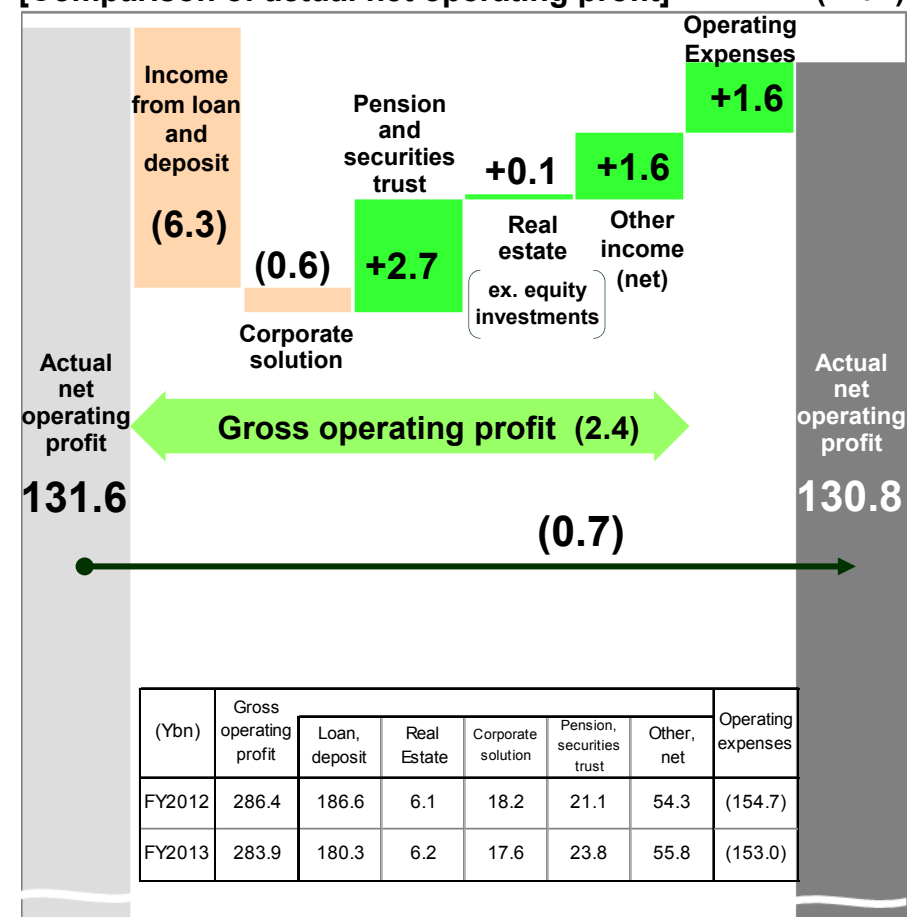 Operating
Expenses
+1.6
Income
from loan
and
deposit
(6.3)
Pension
and
securities
trust
+2.7
+0.1
+1.6
Real
estate
ex. equity
investments
Other
income
(net)
(0.6)
Corporate
solution
Actual
net
operating
profit
131.6
Gross operating profit (2.4)
Actual
net
operating
profit
130.8
(0.7)
(Ybn) Gross operating profit Loan, deposit Real Estate Corporate solution Pension, securities trust Other, net Operating expenses
FY2012 286.4 186.6 6.1 18.2 21.1 54.3 (154.7)
FY2013 283.9 180.3 6.2 17.6 23.8 55.8 (153.0)